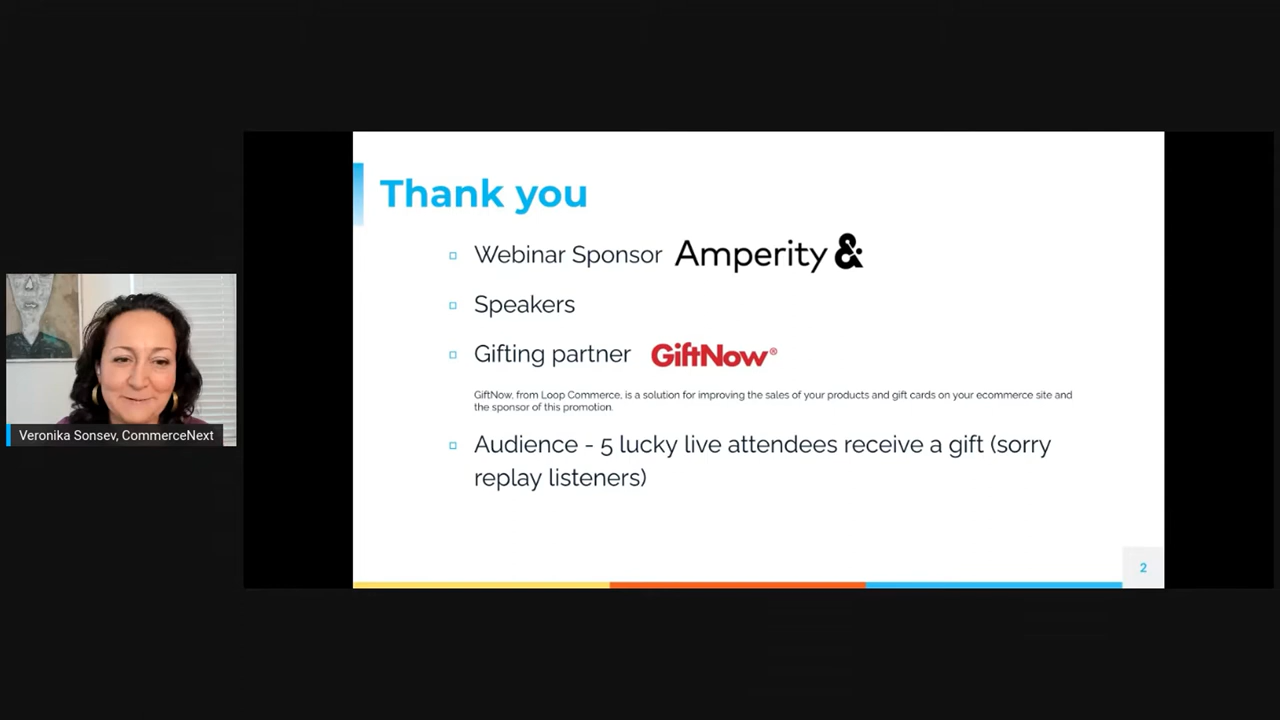 Thank you
Webinar Sponsor Amperity &
Speakers
Gifting partner GiftNow®
GiftNow, from Loop Commerce, is a solution for improving the sales of your products and gift cards on your ecommerce site and
the sponsor of this promotion.
Audience - 5 lucky live attendees receive a gift (sorry
replay listeners)
Veronika Sonsev, CommerceNext
2